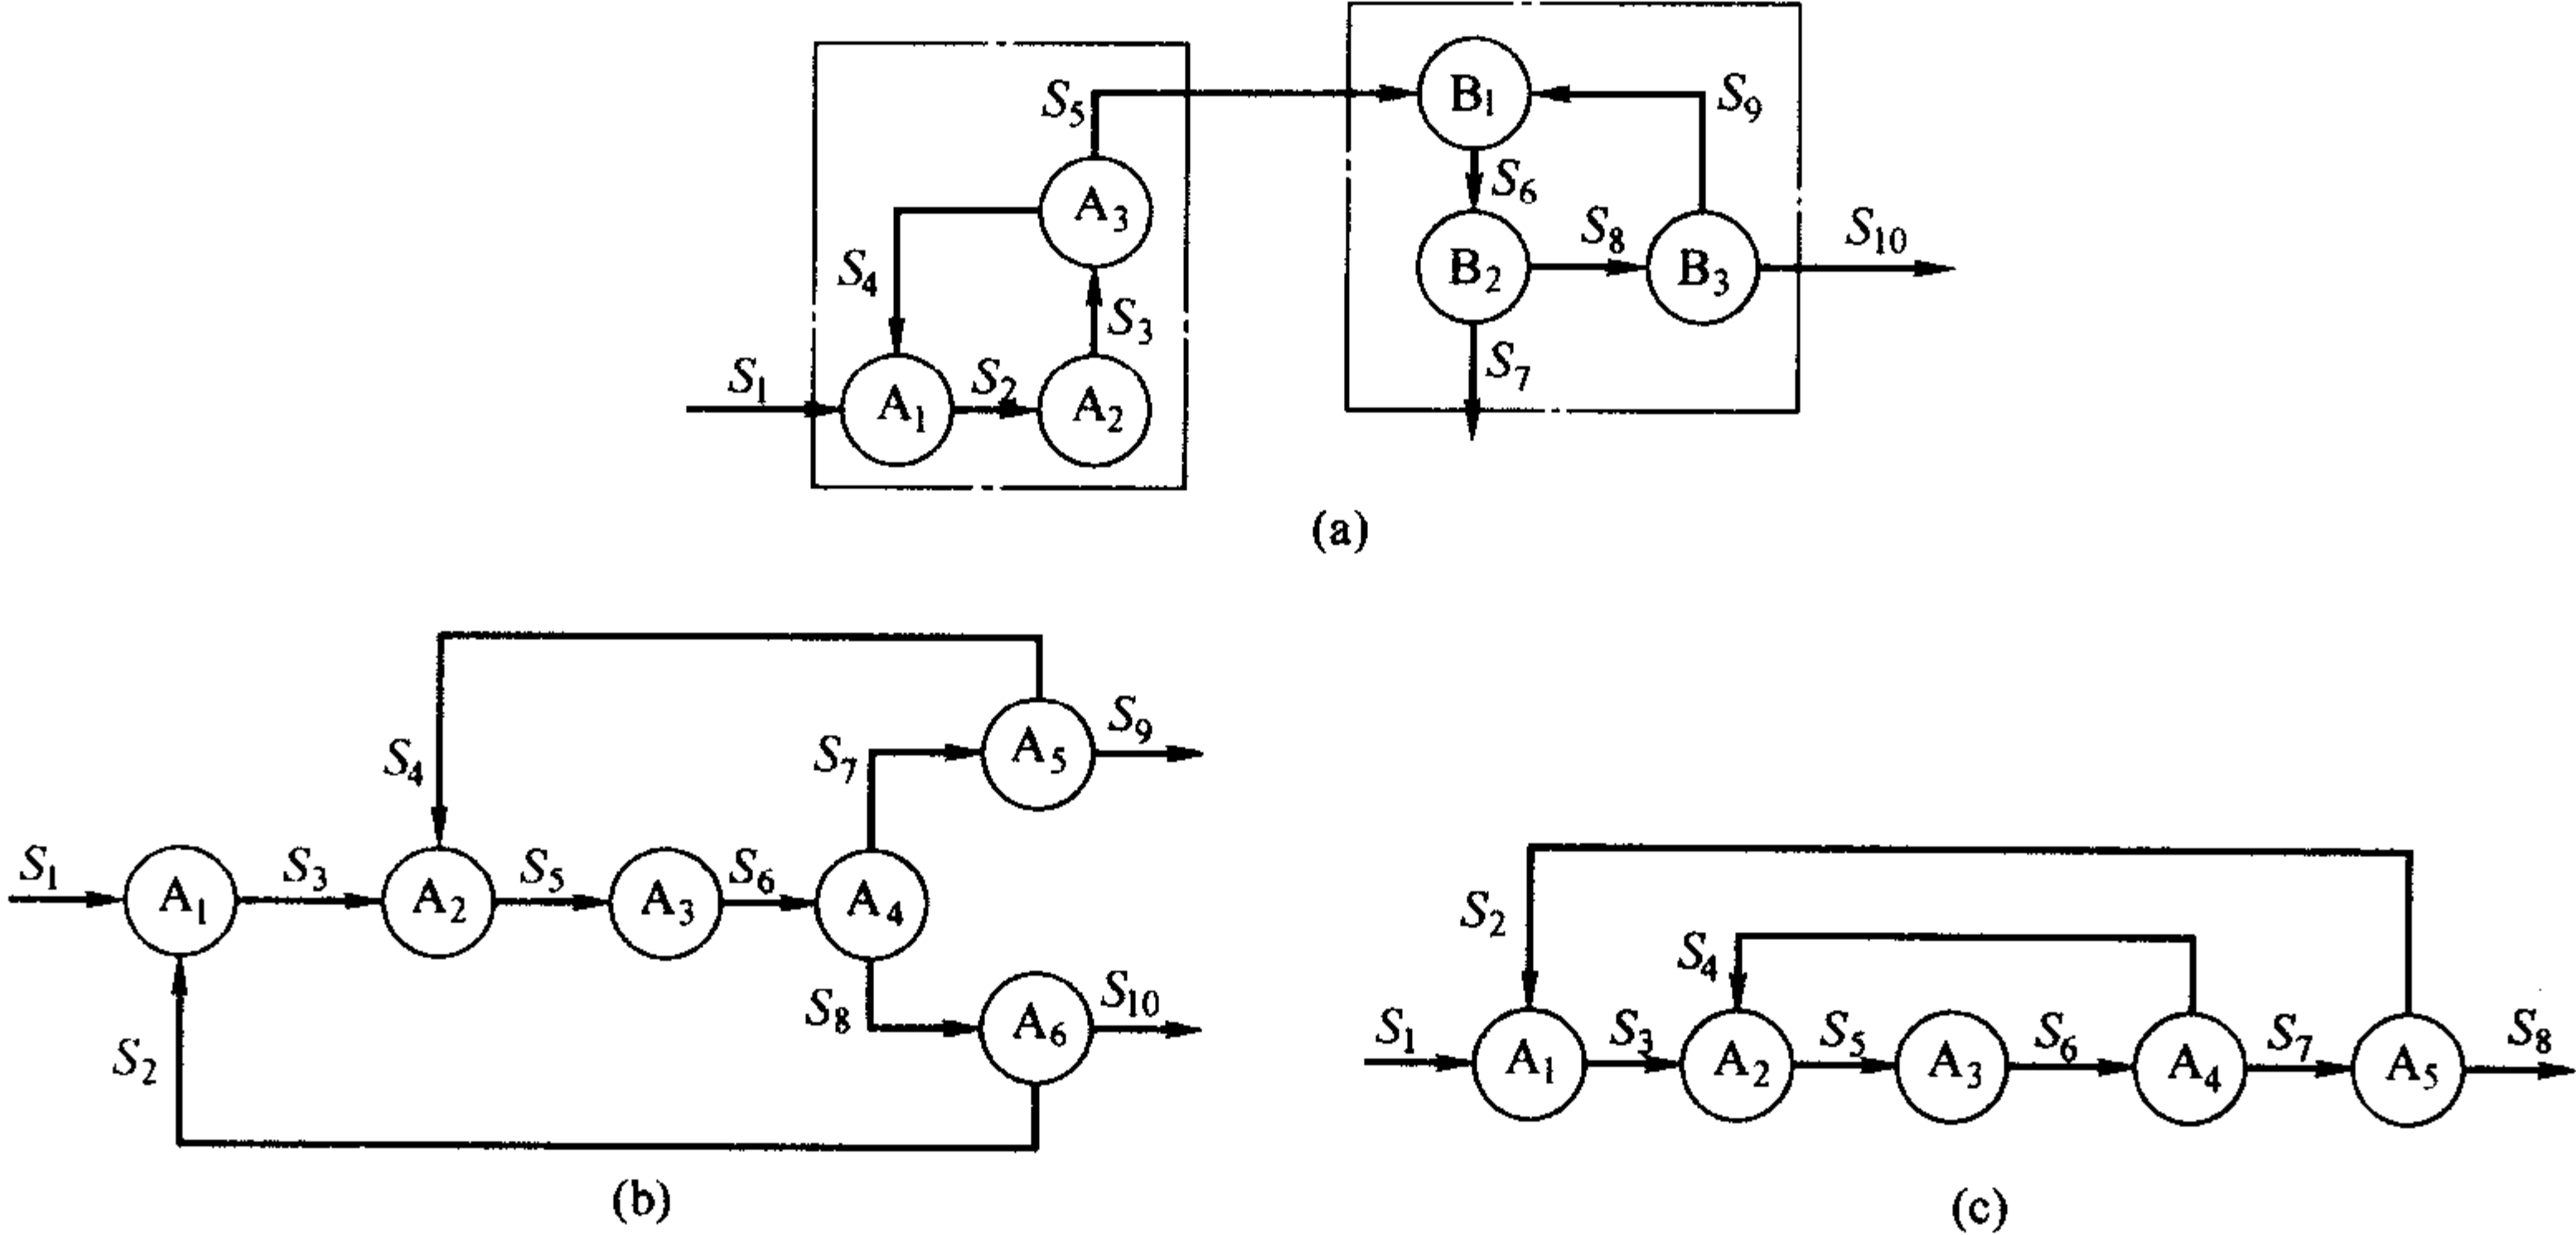 S₅ B₁ S₉
A₃ S₆
S₄ S₃ B₂ S₈ B₃ S₁₀
S₁ A₁ S₂ A₂ S₇
(a)
S₄ S₇ A₅ S₉
S₁ A₁ S₃ A₂ S₅ A₃ S₆ A₄
S₂ S₈ A₆ S₁₀
(b)
S₂ S₄
S₁ A₁ S₃ A₂ S₅ A₃ S₆ A₄ S₇ A₅ S₈
(c)